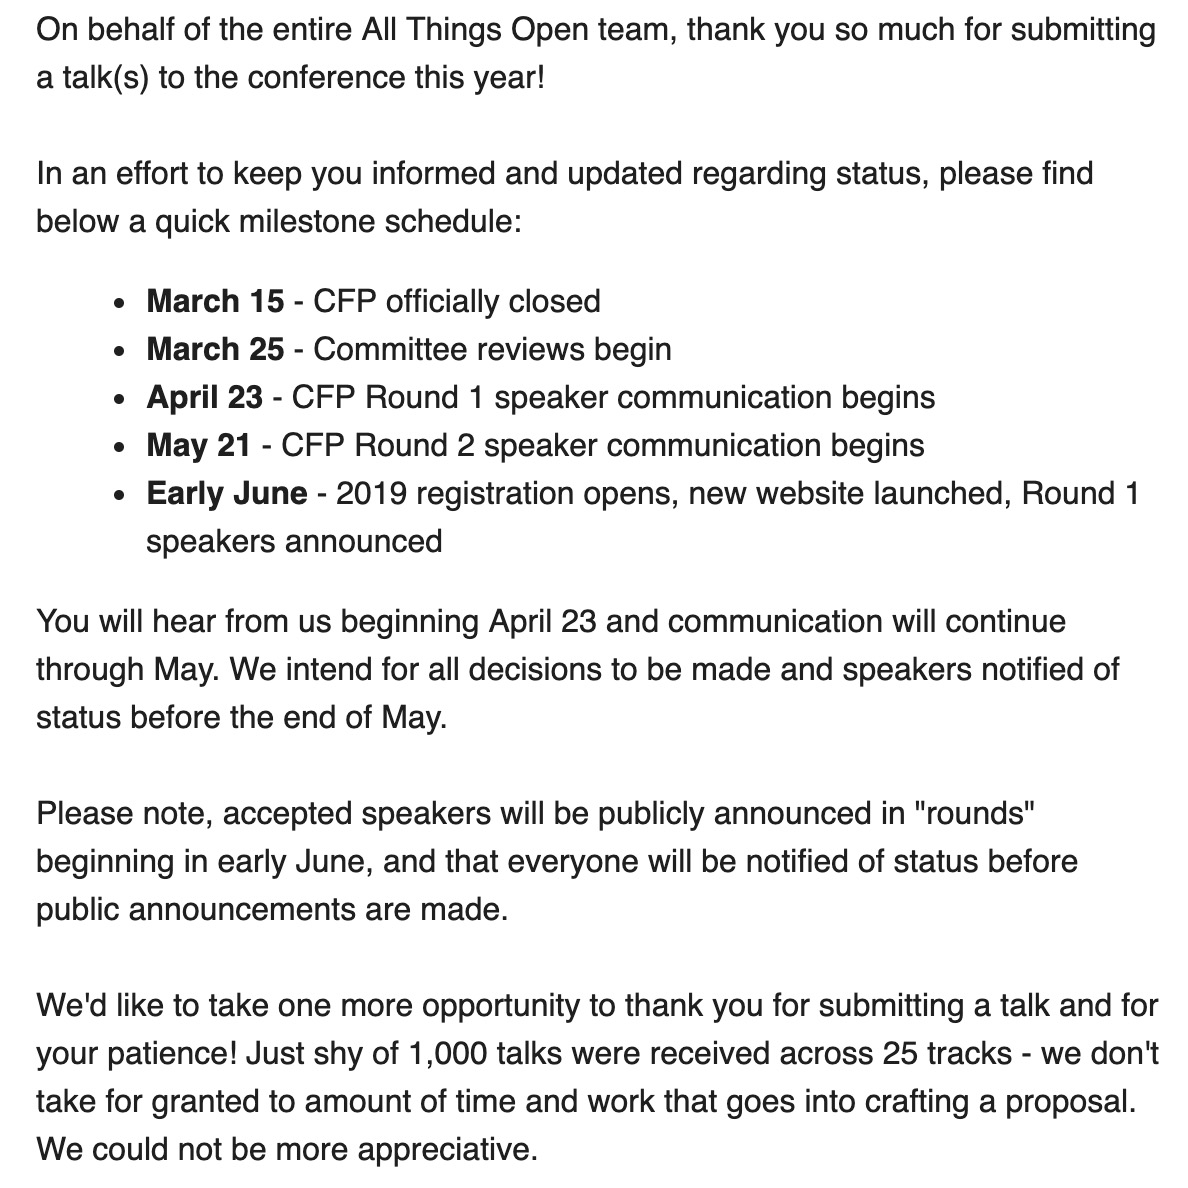 On behalf of the entire All Things Open team, thank you so much for submitting
a talk(s) to the conference this year!
In an effort to keep you informed and updated regarding status, please find
below a quick milestone schedule:
• March 15 - CFP officially closed
• March 25 - Committee reviews begin
• April 23 - CFP Round 1 speaker communication begins
• May 21 - CFP Round 2 speaker communication begins
• Early June - 2019 registration opens, new website launched, Round 1
speakers announced
You will hear from us beginning April 23 and communication will continue
through May. We intend for all decisions to be made and speakers notified of
status before the end of May.
Please note, accepted speakers will be publicly announced in "rounds"
beginning in early June, and that everyone will be notified of status before
public announcements are made.
We'd like to take one more opportunity to thank you for submitting a talk and for
your patience! Just shy of 1,000 talks were received across 25 tracks - we don't
take for granted to amount of time and work that goes into crafting a proposal.
We could not be more appreciative.